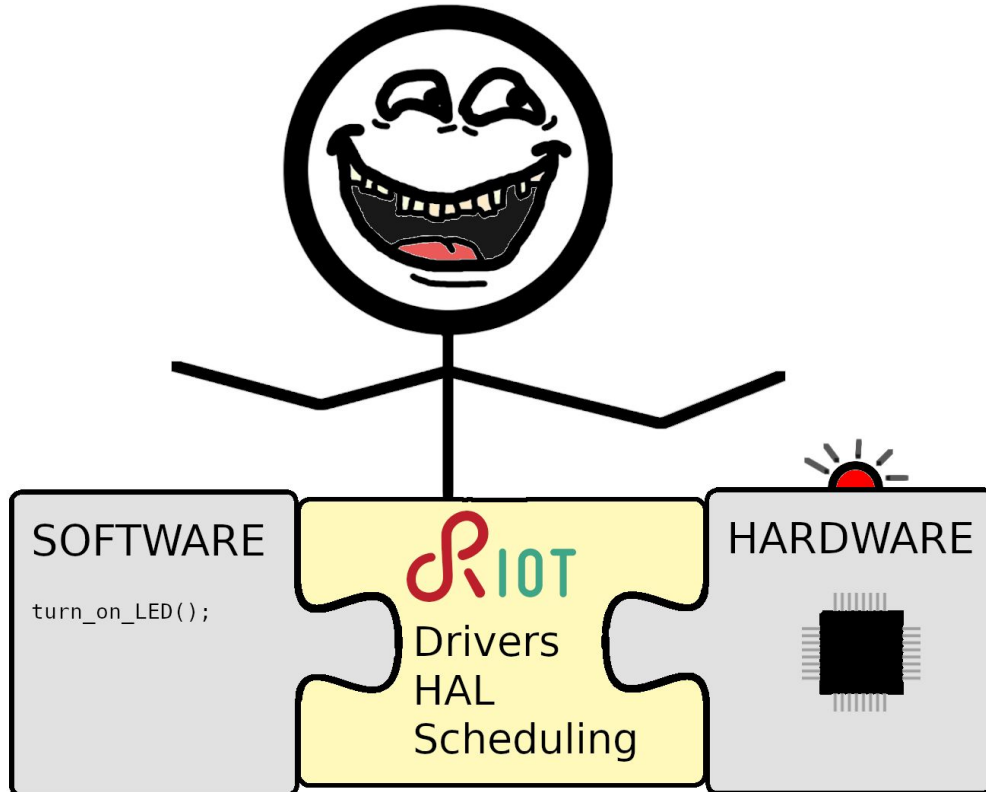 SOFTWARE
turn_on_LED();
RIOT
Drivers
HAL
Scheduling
HARDWARE